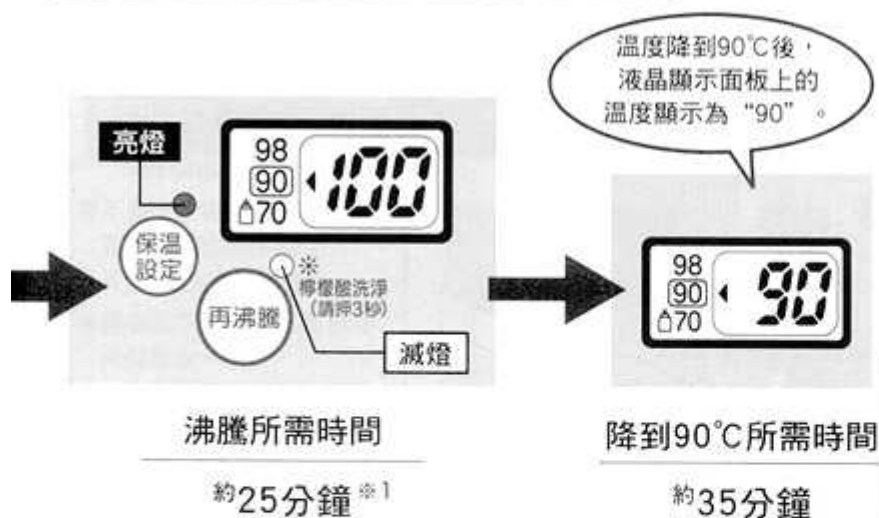 溫度降到90℃後，
液晶顯示面板上的
溫度顯示為“90”。
亮燈
98
90
70
100
保溫
設定
※
檸檬酸洗淨
(請押3秒)
再沸騰
滅燈
98
90
70
90
沸騰所需時間
約25分鐘※1
降到90℃所需時間
約35分鐘